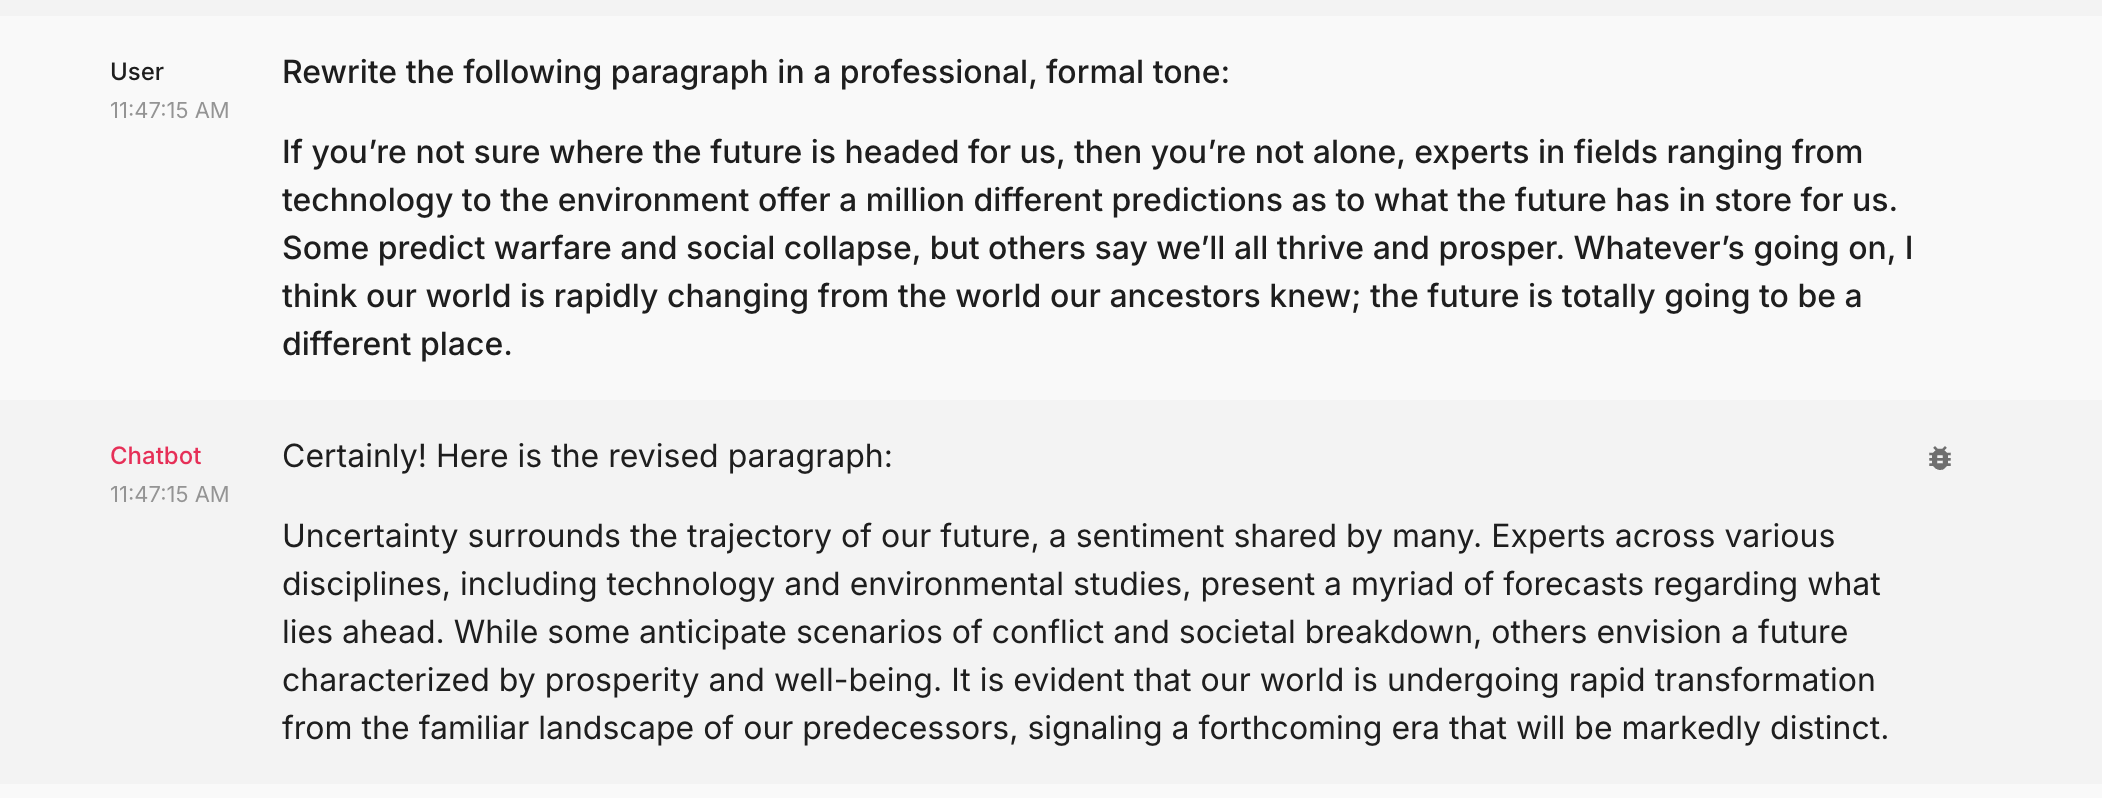 User
11:47:15 AM
Rewrite the following paragraph in a professional, formal tone:
If you’re not sure where the future is headed for us, then you’re not alone, experts in fields ranging from
technology to the environment offer a million different predictions as to what the future has in store for us.
Some predict warfare and social collapse, but others say we’ll all thrive and prosper. Whatever’s going on, I
think our world is rapidly changing from the world our ancestors knew; the future is totally going to be a
different place.
Chatbot
11:47:15 AM
Certainly! Here is the revised paragraph:
Uncertainty surrounds the trajectory of our future, a sentiment shared by many. Experts across various
disciplines, including technology and environmental studies, present a myriad of forecasts regarding what
lies ahead. While some anticipate scenarios of conflict and societal breakdown, others envision a future
characterized by prosperity and well-being. It is evident that our world is undergoing rapid transformation
from the familiar landscape of our predecessors, signaling a forthcoming era that will be markedly distinct.